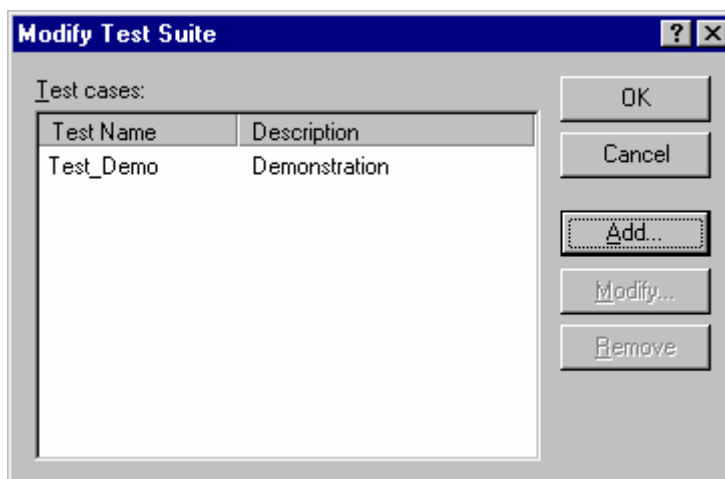 Modify Test Suite
Test cases:
Test Name Description
Test_Demo Demonstration
OK
Cancel
Add...
Modify...
Remove